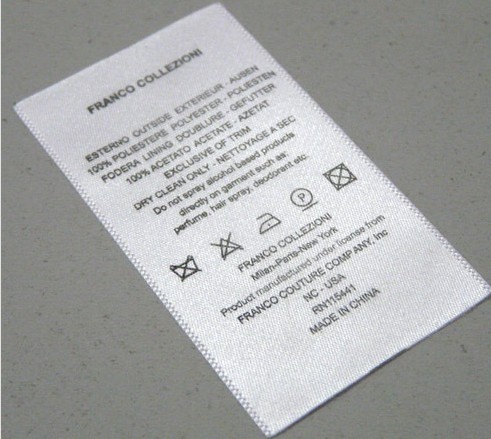 FRANCO COLLEZIONI
ESTERNO OUTSIDE EXTERIEUR - AUSEN
100% POLIESTERE POLYESTER - POLIESTEN
FODERA LINING DOUBLURE - GEFUTTER
100% ACETATO ACETATE - AZETAT
EXCLUSIVE OF TRIM
DRY CLEAN ONLY - NETTOYAGE A SEC
Do not spray alcohol based products
directly on garment such as:
perfume, hair spray, deodorant etc.
P
FRANCO COLLEZIONI
Milan-Paris-New York
Product manufactured under license from
FRANCO COUTURE COMPANY, Inc
NC - USA
RN115441
MADE IN CHINA